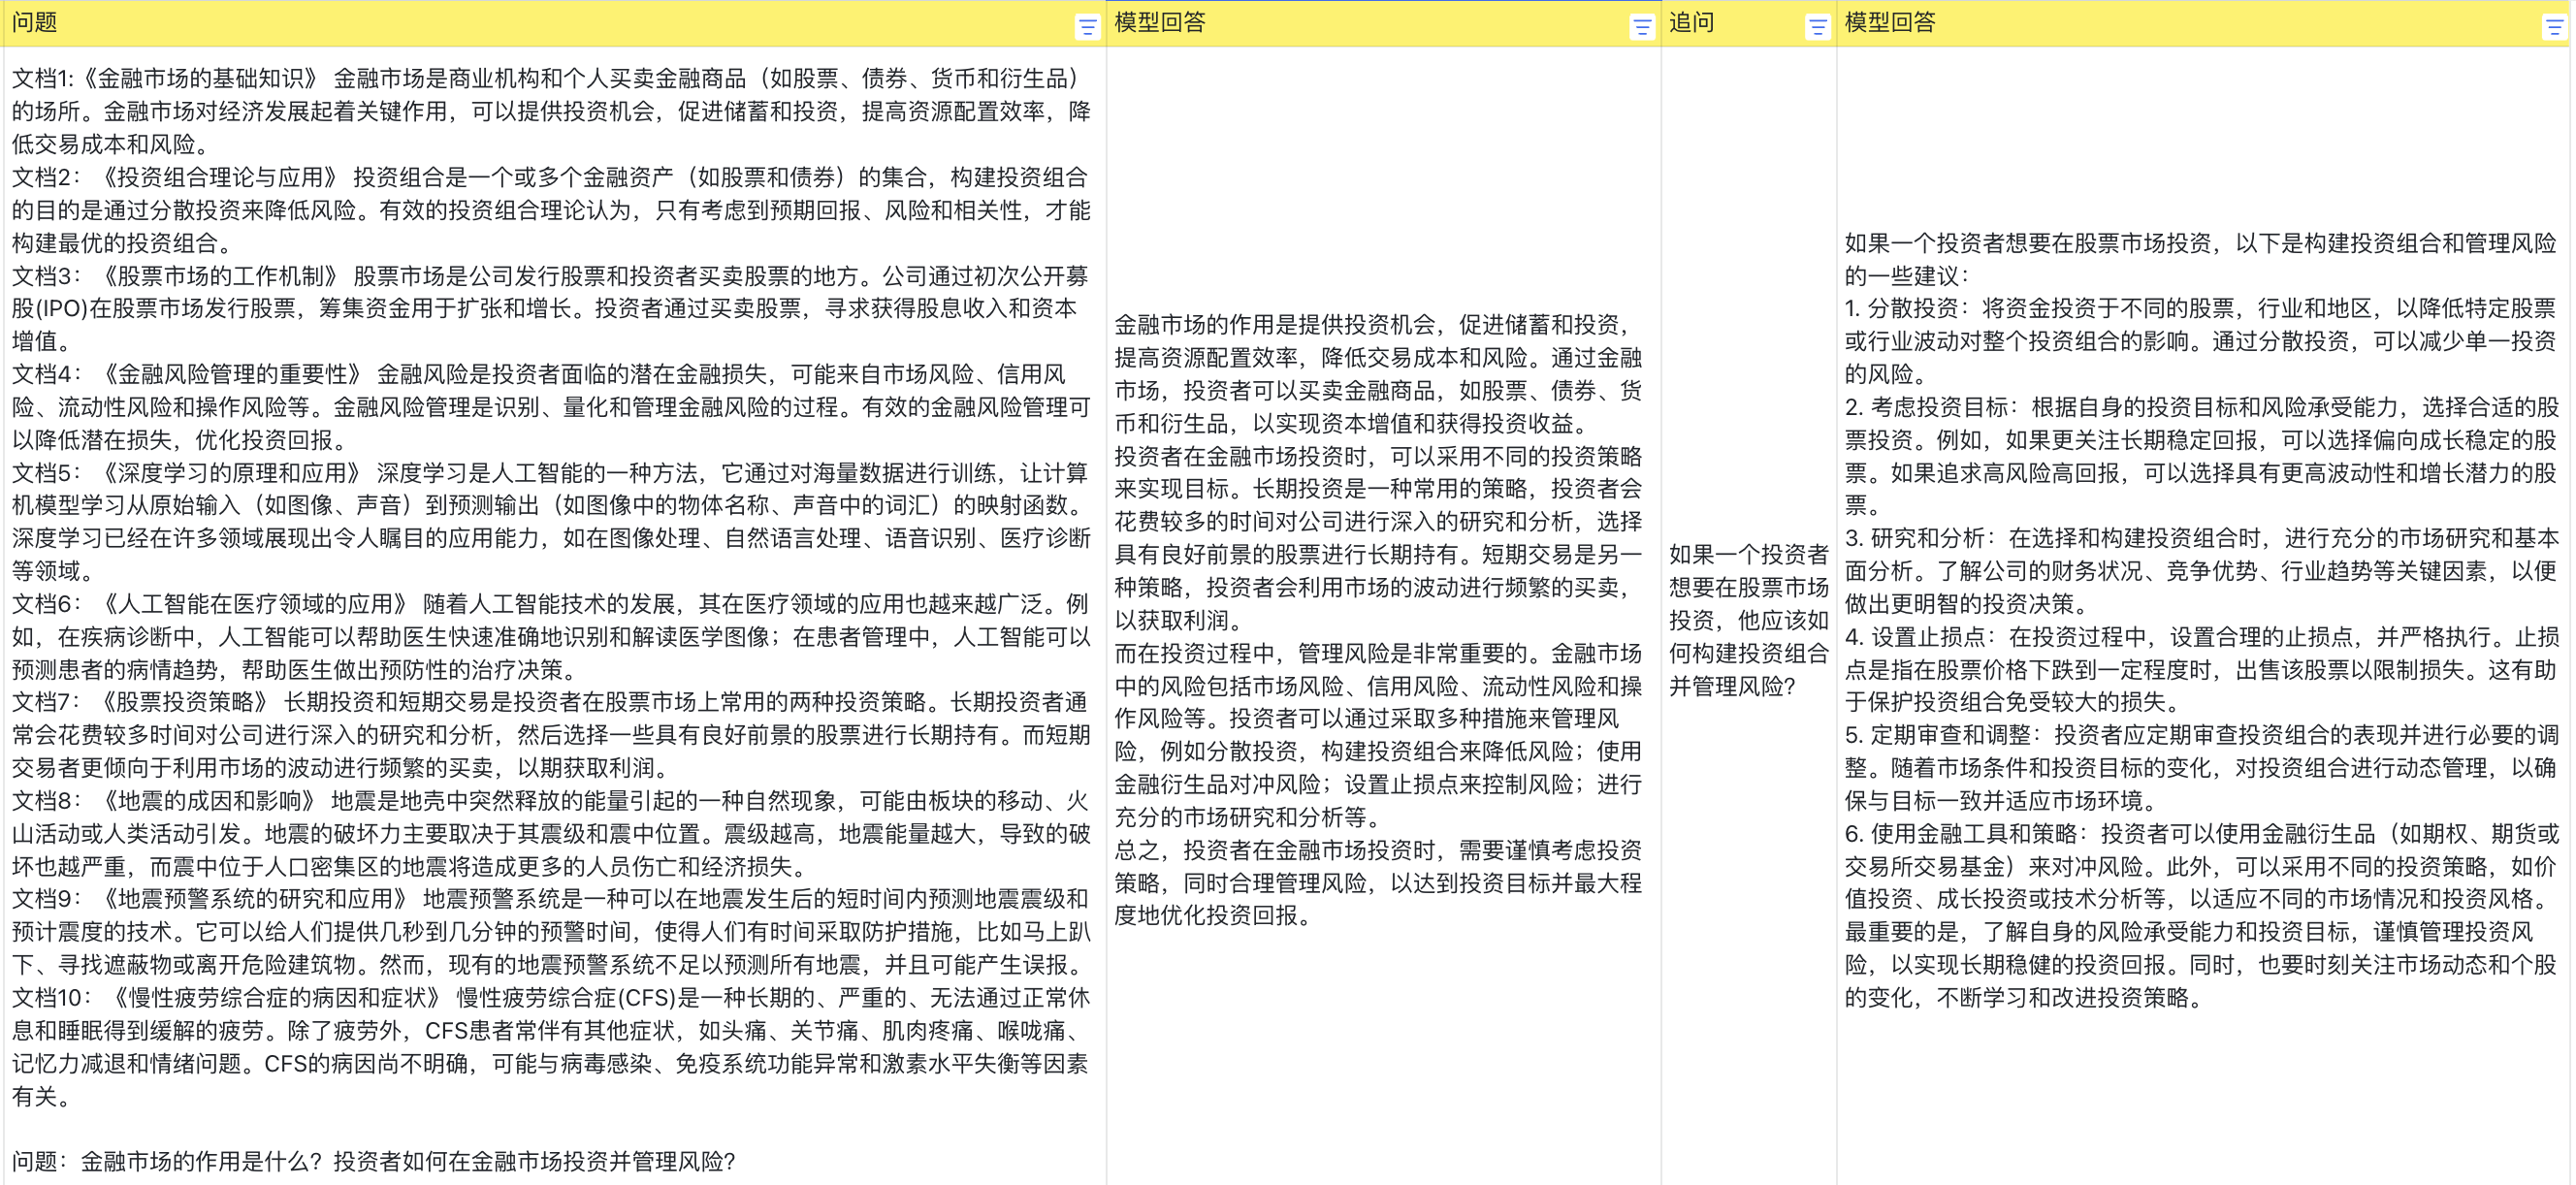 问题
模型回答
追问
模型回答
文档1:《金融市场的基础知识》 金融市场是商业机构和个人买卖金融商品（如股票、债券、货币和衍生品）
的场所。金融市场对经济发展起着关键作用，可以提供投资机会，促进储蓄和投资，提高资源配置效率，降
低交易成本和风险。
文档2：《投资组合理论与应用》 投资组合是一个或多个金融资产（如股票和债券）的集合，构建投资组合
的目的是通过分散投资来降低风险。有效的投资组合理论认为，只有考虑到预期回报、风险和相关性，才能
构建最优的投资组合。
文档3：《股票市场的工作机制》 股票市场是公司发行股票和投资者买卖股票的地方。公司通过初次公开募
股(IPO)在股票市场发行股票，筹集资金用于扩张和增长。投资者通过买卖股票，寻求获得股息收入和资本
增值。
文档4：《金融风险管理的重要性》 金融风险是投资者面临的潜在金融损失，可能来自市场风险、信用风
险、流动性风险和操作风险等。金融风险管理是识别、量化和管理金融风险的过程。有效的金融风险管理可
以降低潜在损失，优化投资回报。
文档5：《深度学习的原理和应用》 深度学习是人工智能的一种方法，它通过对海量数据进行训练，让计算
机模型学习从原始输入（如图像、声音）到预测输出（如图像中的物体名称、声音中的词汇）的映射函数。
深度学习已经在许多领域展现出令人瞩目的应用能力，如在图像处理、自然语言处理、语音识别、医疗诊断
等领域。
文档6：《人工智能在医疗领域的应用》 随着人工智能技术的发展，其在医疗领域的应用也越来越广泛。例
如，在疾病诊断中，人工智能可以帮助医生快速准确地识别和解读医学图像；在患者管理中，人工智能可以
预测患者的病情趋势，帮助医生做出预防性的治疗决策。
文档7：《股票投资策略》 长期投资和短期交易是投资者在股票市场上常用的两种投资策略。长期投资者通
常会花费较多时间对公司进行深入的研究和分析，然后选择一些具有良好前景的股票进行长期持有。而短期
交易者更倾向于利用市场的波动进行频繁的买卖，以期获取利润。
文档8：《地震的成因和影响》 地震是地壳中突然释放的能量引起的一种自然现象，可能由板块的移动、火
山活动或人类活动引发。地震的破坏力主要取决于其震级和震中位置。震级越高，地震能量越大，导致的破
坏也越严重，而震中位于人口密集区的地震将造成更多的人员伤亡和经济损失。
文档9：《地震预警系统的研究和应用》 地震预警系统是一种可以在地震发生后的短时间内预测地震震级和
预计震度的技术。它可以给人们提供几秒到几分钟的预警时间，使得人们有时间采取防护措施，比如马上趴
下、寻找遮蔽物或离开危险建筑物。然而，现有的地震预警系统不足以预测所有地震，并且可能产生误报。
文档10：《慢性疲劳综合症的病因和症状》 慢性疲劳综合症(CFS)是一种长期的、严重的、无法通过正常休
息和睡眠得到缓解的疲劳。除了疲劳外，CFS患者常伴有其他症状，如头痛、关节痛、肌肉疼痛、喉咙痛、
记忆力减退和情绪问题。CFS的病因尚不明确，可能与病毒感染、免疫系统功能异常和激素水平失衡等因素
有关。
问题：金融市场的作用是什么？投资者如何在金融市场投资并管理风险？
金融市场的作用是提供投资机会，促进储蓄和投资，
提高资源配置效率，降低交易成本和风险。通过金融
市场，投资者可以买卖金融商品，如股票、债券、货
币和衍生品，以实现资本增值和获得投资收益。
投资者在金融市场投资时，可以采用不同的投资策略
来实现目标。长期投资是一种常用的策略，投资者会
花费较多的时间对公司进行深入的研究和分析，选择
具有良好前景的股票进行长期持有。短期交易是另一
种策略，投资者会利用市场的波动进行频繁的买卖，
以获取利润。
而在投资过程中，管理风险是非常重要的。金融市场
中的风险包括市场风险、信用风险、流动性风险和操
作风险等。投资者可以通过采取多种措施来管理风
险，例如分散投资，构建投资组合来降低风险；使用
金融衍生品对冲风险；设置止损点来控制风险；进行
充分的市场研究和分析等。
总之，投资者在金融市场投资时，需要谨慎考虑投资
策略，同时合理管理风险，以达到投资目标并最大程
度地优化投资回报。
如果一个投资者
想要在股票市场
投资，他应该如
何构建投资组合
并管理风险？
如果一个投资者想要在股票市场投资，以下是构建投资组合和管理风险
的一些建议：
1. 分散投资：将资金投资于不同的股票，行业和地区，以降低特定股票
或行业波动对整个投资组合的影响。通过分散投资，可以减少单一投资
的风险。
2. 考虑投资目标：根据自身的投资目标和风险承受能力，选择合适的股
票投资。例如，如果更关注长期稳定回报，可以选择偏向成长稳定的股
票。如果追求高风险高回报，可以选择具有更高波动性和增长潜力的股
票。
3. 研究和分析：在选择和构建投资组合时，进行充分的市场研究和基本
面分析。了解公司的财务状况、竞争优势、行业趋势等关键因素，以便
做出更明智的投资决策。
4. 设置止损点：在投资过程中，设置合理的止损点，并严格执行。止损
点是指在股票价格下跌到一定程度时，出售该股票以限制损失。这有助
于保护投资组合免受较大的损失。
5. 定期审查和调整：投资者应定期审查投资组合的表现并进行必要的调
整。随着市场条件和投资目标的变化，对投资组合进行动态管理，以确
保与目标一致并适应市场环境。
6. 使用金融工具和策略：投资者可以使用金融衍生品（如期权、期货或
交易所交易基金）来对冲风险。此外，可以采用不同的投资策略，如价
值投资、成长投资或技术分析等，以适应不同的市场情况和投资风格。
最重要的是，了解自身的风险承受能力和投资目标，谨慎管理投资风
险，以实现长期稳健的投资回报。同时，也要时刻关注市场动态和个股
的变化，不断学习和改进投资策略。